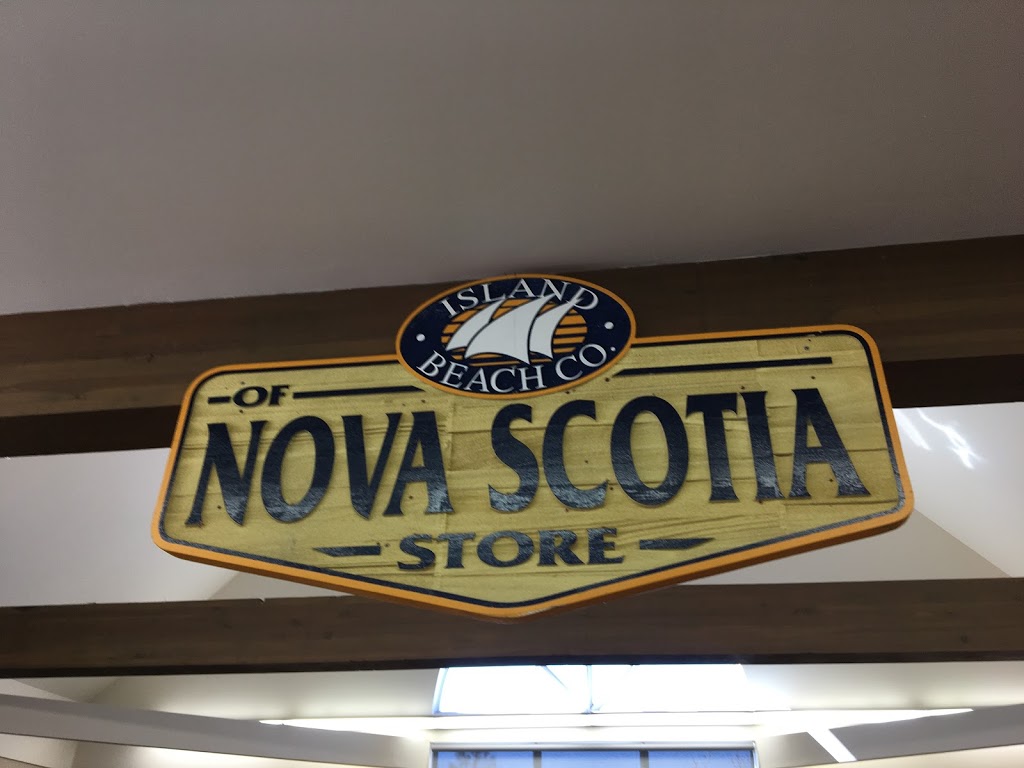 ISLAND
BEACH CO.
OF
NOVA SCOTIA
STORE